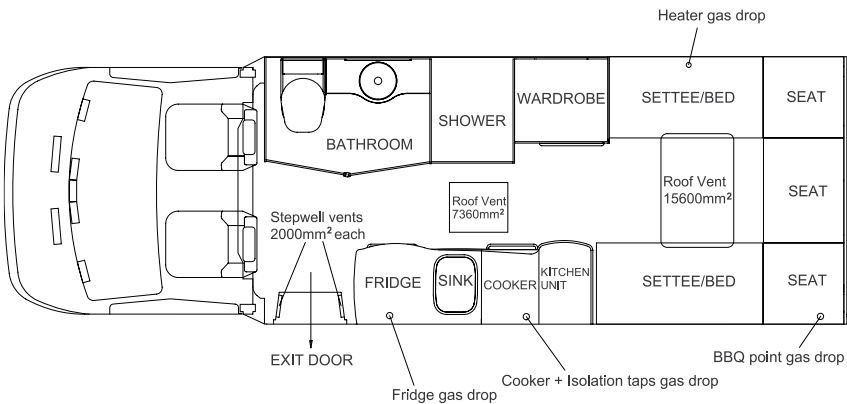 Heater gas drop
BATHROOM
SHOWER
WARDROBE
SETTEE/BED
SEAT
Roof Vent
7360mm²
Roof Vent
15600mm²
SEAT
Stepwell vents
2000mm² each
FRIDGE
SINK
COOKER
KITCHEN
UNIT
SETTEE/BED
SEAT
EXIT DOOR
Fridge gas drop
Cooker + Isolation taps gas drop
BBQ point gas drop